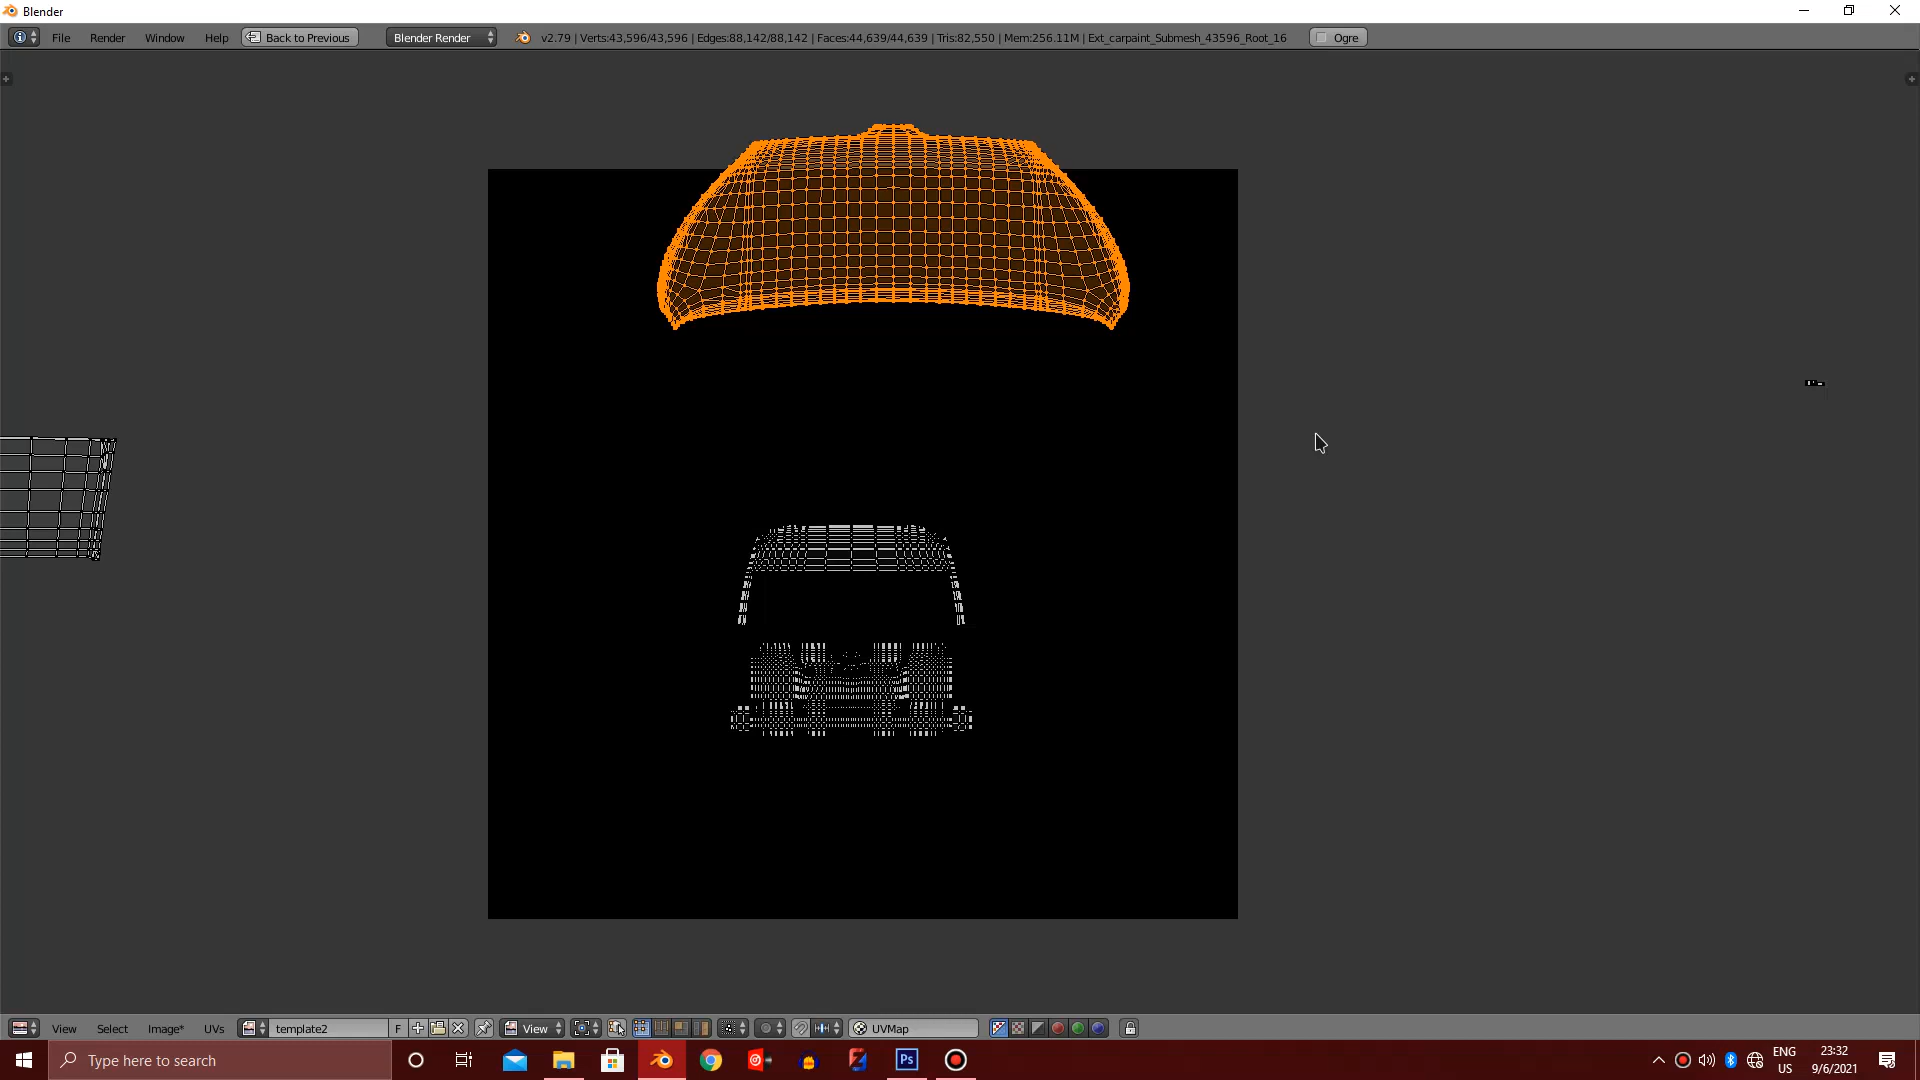 Blender
File Render Window Help Back to Previous Blender Render v2.79 | Verts:43,596/43,596 | Edges:88,142/88,142 | Faces:44,639/44,639 | Tris:82,550 | Mem:256.11M | Ext_carpaint_Submesh_43596_Root_16 Ogre
View Select Image* UVs template2 F View UVMap
Type here to search Ps ENG 23:32
US 9/6/2021